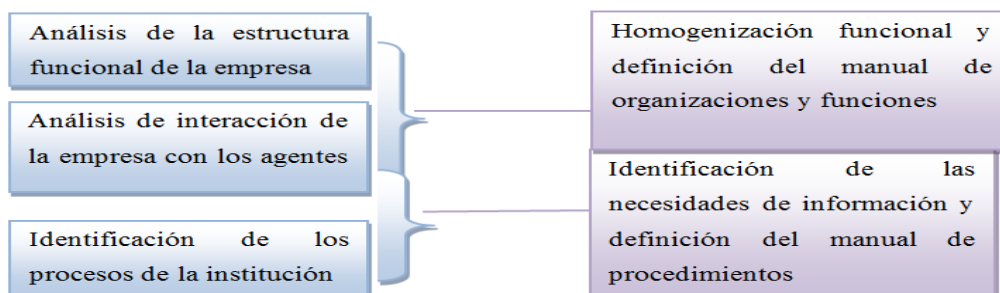 Análisis de la estructura
funcional de la empresa
Análisis de interacción de
la empresa con los agentes
Identificación de los
procesos de la institución
Homogenización funcional y
definición del manual de
organizaciones y funciones
Identificación de las
necesidades de información y
definición del manual de
procedimientos